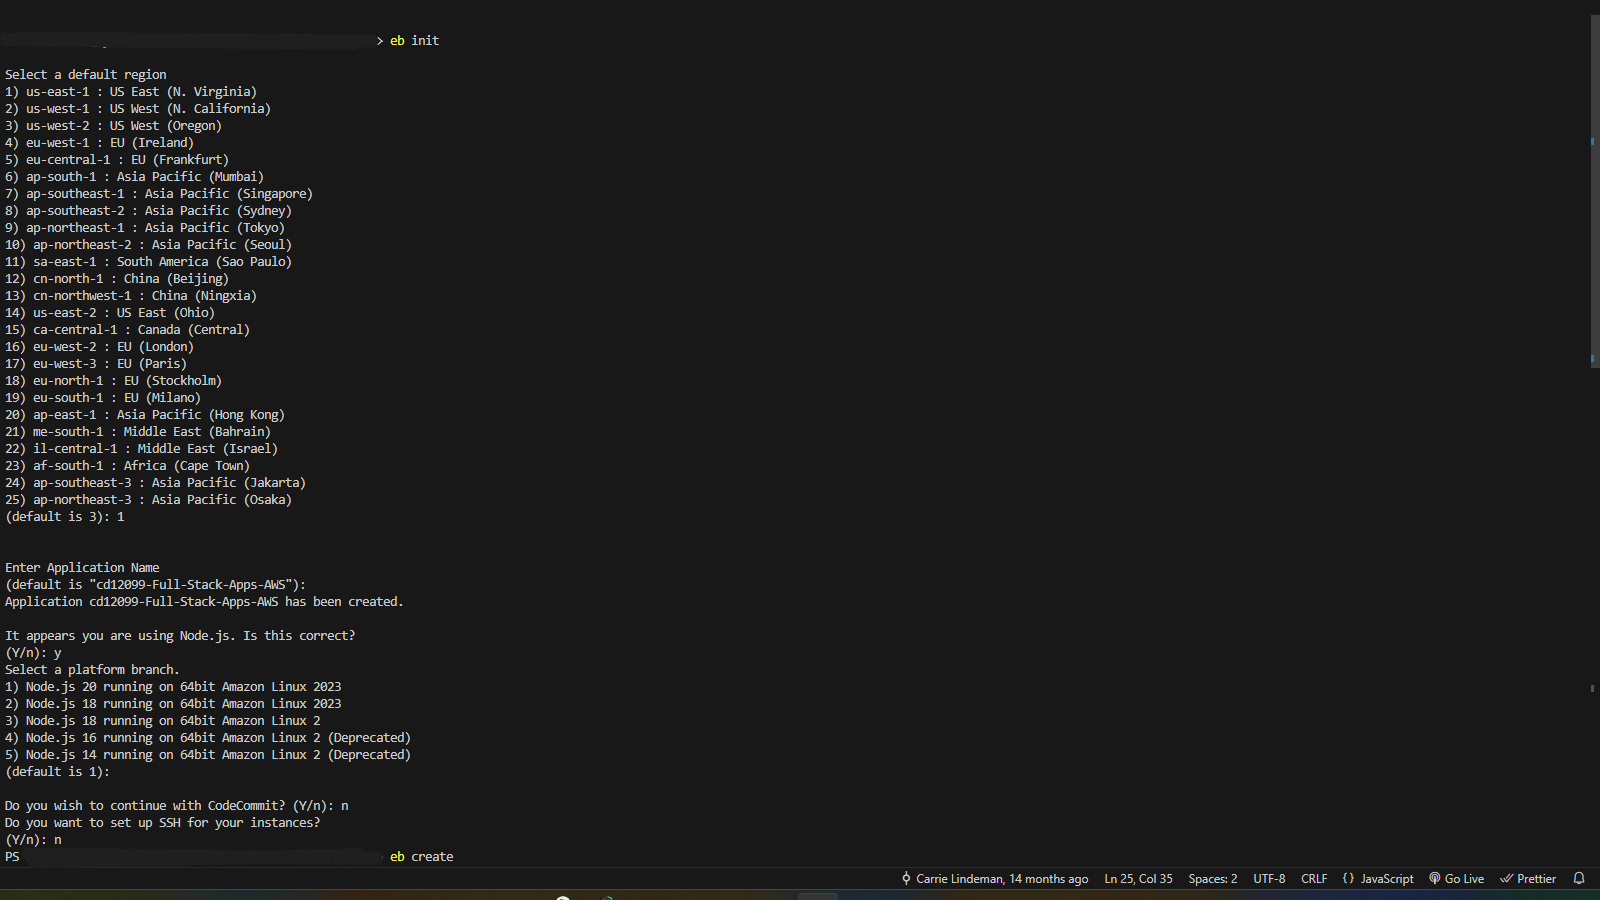 > eb init
Select a default region
1) us-east-1 : US East (N. Virginia)
2) us-west-1 : US West (N. California)
3) us-west-2 : US West (Oregon)
4) eu-west-1 : EU (Ireland)
5) eu-central-1 : EU (Frankfurt)
6) ap-south-1 : Asia Pacific (Mumbai)
7) ap-southeast-1 : Asia Pacific (Singapore)
8) ap-southeast-2 : Asia Pacific (Sydney)
9) ap-northeast-1 : Asia Pacific (Tokyo)
10) ap-northeast-2 : Asia Pacific (Seoul)
11) sa-east-1 : South America (Sao Paulo)
12) cn-north-1 : China (Beijing)
13) cn-northwest-1 : China (Ningxia)
14) us-east-2 : US East (Ohio)
15) ca-central-1 : Canada (Central)
16) eu-west-2 : EU (London)
17) eu-west-3 : EU (Paris)
18) eu-north-1 : EU (Stockholm)
19) eu-south-1 : EU (Milano)
20) ap-east-1 : Asia Pacific (Hong Kong)
21) me-south-1 : Middle East (Bahrain)
22) il-central-1 : Middle East (Israel)
23) af-south-1 : Africa (Cape Town)
24) ap-southeast-3 : Asia Pacific (Jakarta)
25) ap-northeast-3 : Asia Pacific (Osaka)
(default is 3): 1
Enter Application Name
(default is "cd12099-Full-Stack-Apps-AWS"):
Application cd12099-Full-Stack-Apps-AWS has been created.
It appears you are using Node.js. Is this correct?
(Y/n): y
Select a platform branch.
1) Node.js 20 running on 64bit Amazon Linux 2023
2) Node.js 18 running on 64bit Amazon Linux 2023
3) Node.js 18 running on 64bit Amazon Linux 2
4) Node.js 16 running on 64bit Amazon Linux 2 (Deprecated)
5) Node.js 14 running on 64bit Amazon Linux 2 (Deprecated)
(default is 1):
Do you wish to continue with CodeCommit? (Y/n): n
Do you want to set up SSH for your instances?
(Y/n): n
PS eb create
Carrie Lindeman, 14 months ago Ln 25, Col 35 Spaces: 2 UTF-8 CRLF {} JavaScript Go Live Prettier